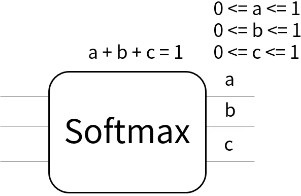 0 <= a <= 1
0 <= b <= 1
a + b + c = 1 0 <= c <= 1
a
b
Softmax
c